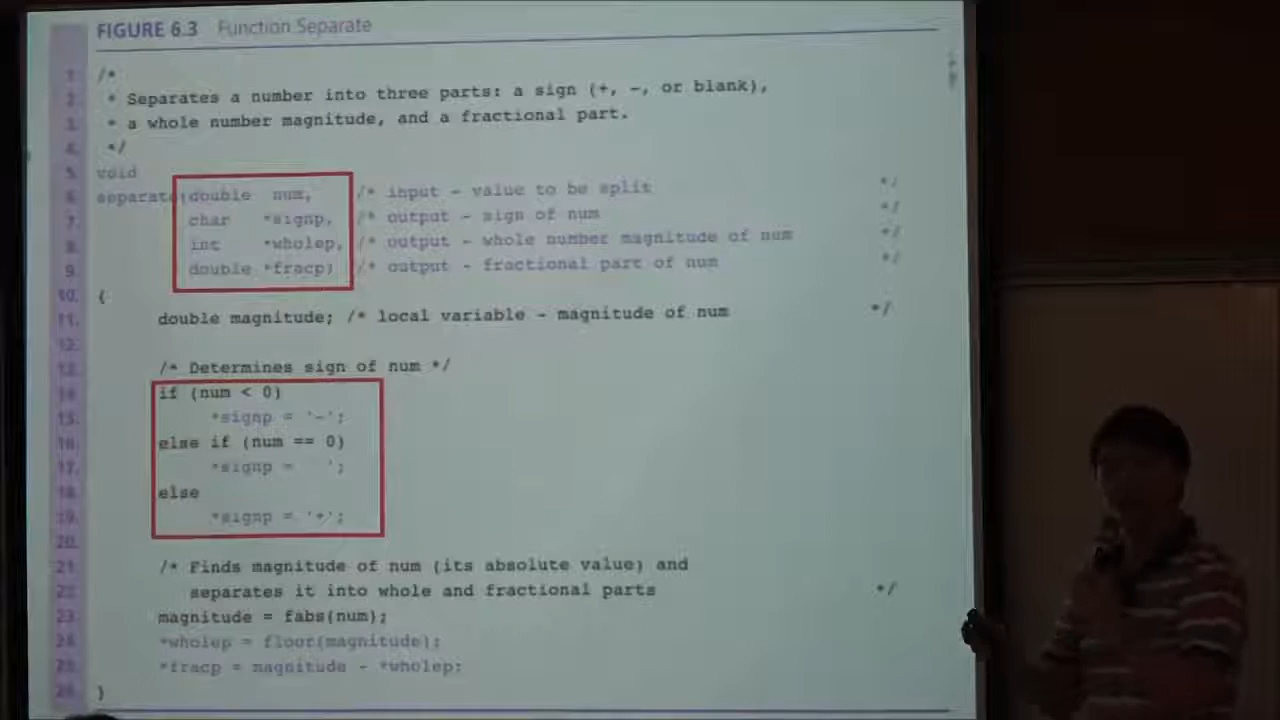 FIGURE 6.3 Function Separate
1. /*
2. * Separates a number into three parts: a sign (+, -, or blank),
3. * a whole number magnitude, and a fractional part.
4. */
5. void
6. separate(double num, /* input - value to be split */
7. char *signp, /* output - sign of num */
8. int *wholep, /* output - whole number magnitude of num */
9. double *fracp) /* output - fractional part of num */
10. {
11. double magnitude; /* local variable - magnitude of num */
12.
13. /* Determines sign of num */
14. if (num < 0)
15. *signp = '-';
16. else if (num == 0)
17. *signp = ' ';
18. else
19. *signp = '+';
20.
21. /* Finds magnitude of num (its absolute value) and
22. separates it into whole and fractional parts */
23. magnitude = fabs(num);
24. *wholep = floor(magnitude);
25. *fracp = magnitude - *wholep;
26. }